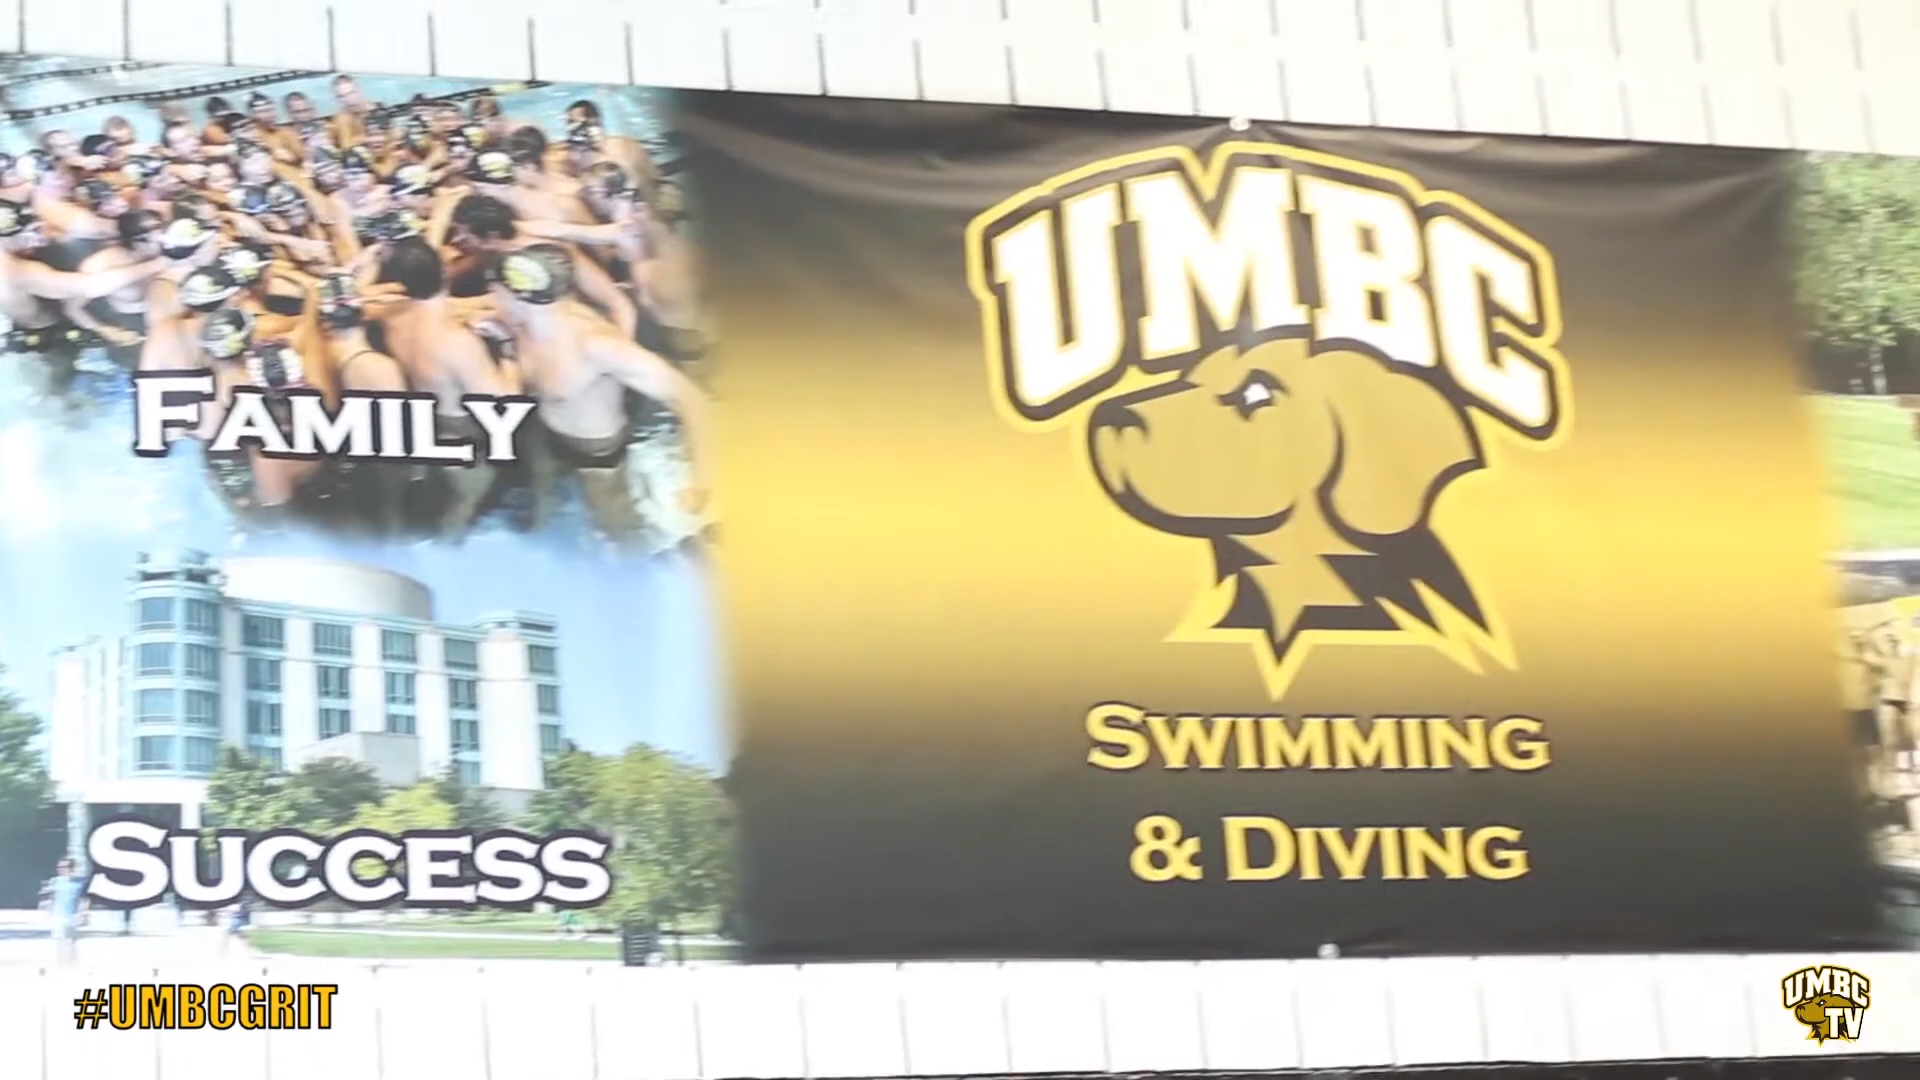 FAMILY
SUCCESS
UMBC
SWIMMING
& DIVING
#UMBCGRIT
UMBC
TV